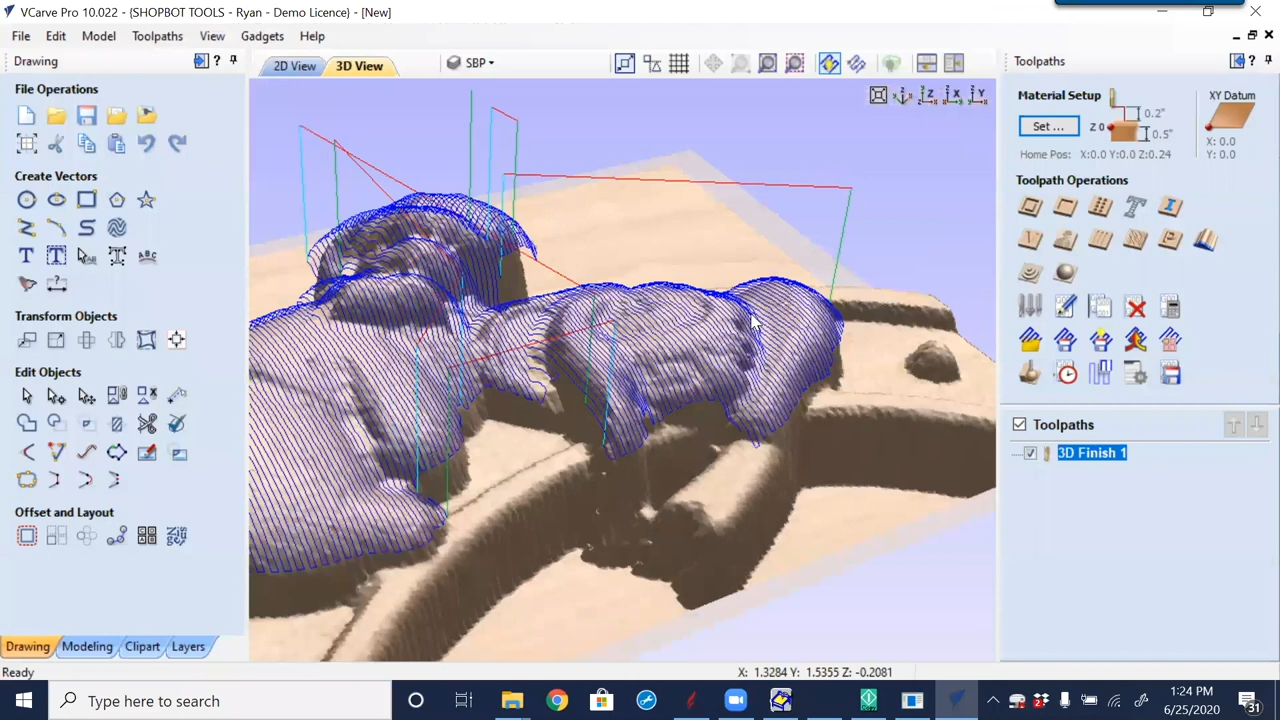 VCarve Pro 10.022 - {SHOPBOT TOOLS - Ryan - Demo Licence} - [New]
File Edit Model Toolpaths View Gadgets Help
Drawing
2D View 3D View SBP
Toolpaths
File Operations
Create Vectors
Transform Objects
Edit Objects
Offset and Layout
Drawing Modeling Clipart Layers
Z X Y
Material Setup
Set ...
Z 0
0.2"
0.5"
XY Datum
X: 0.0
Y: 0.0
Home Pos: X:0.0 Y:0.0 Z:0.24
Toolpath Operations
Toolpaths
3D Finish 1
Ready
X: 1.3284 Y: 1.5355 Z: -0.2081
Type here to search
1:24 PM
6/25/2020
31